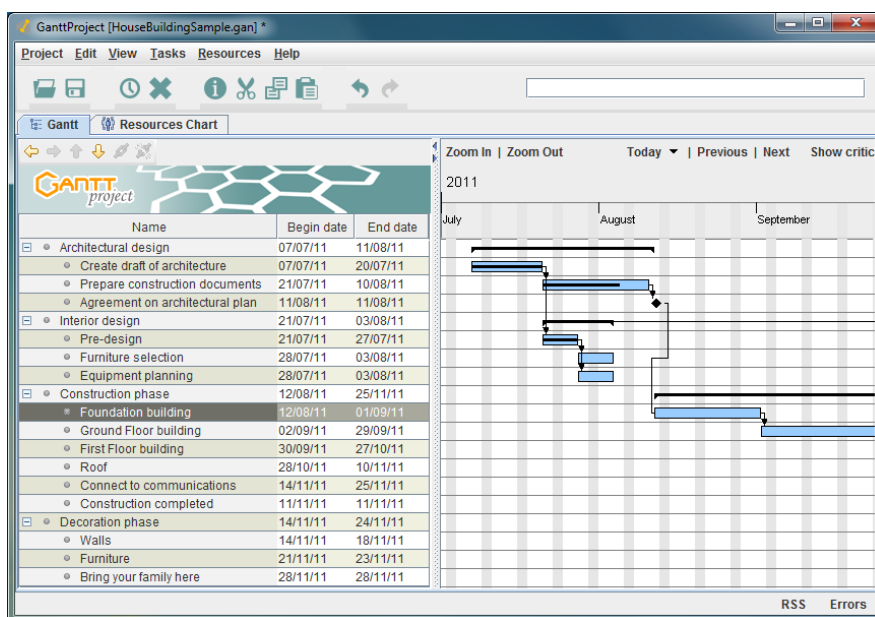 GanttProject [HouseBuildingSample.gan] *
Project Edit View Tasks Resources Help
Gantt Resources Chart
Zoom In | Zoom Out Today | Previous | Next Show critic
GANTT project
2011
July August September
Name Begin date End date
Architectural design 07/07/11 11/08/11
Create draft of architecture 07/07/11 20/07/11
Prepare construction documents 21/07/11 10/08/11
Agreement on architectural plan 11/08/11 11/08/11
Interior design 21/07/11 03/08/11
Pre-design 21/07/11 27/07/11
Furniture selection 28/07/11 03/08/11
Equipment planning 28/07/11 03/08/11
Construction phase 12/08/11 25/11/11
Foundation building 12/08/11 01/09/11
Ground Floor building 02/09/11 29/09/11
First Floor building 30/09/11 27/10/11
Roof 28/10/11 10/11/11
Connect to communications 14/11/11 25/11/11
Construction completed 11/11/11 11/11/11
Decoration phase 14/11/11 24/11/11
Walls 14/11/11 18/11/11
Furniture 21/11/11 23/11/11
Bring your family here 28/11/11 28/11/11
RSS Errors